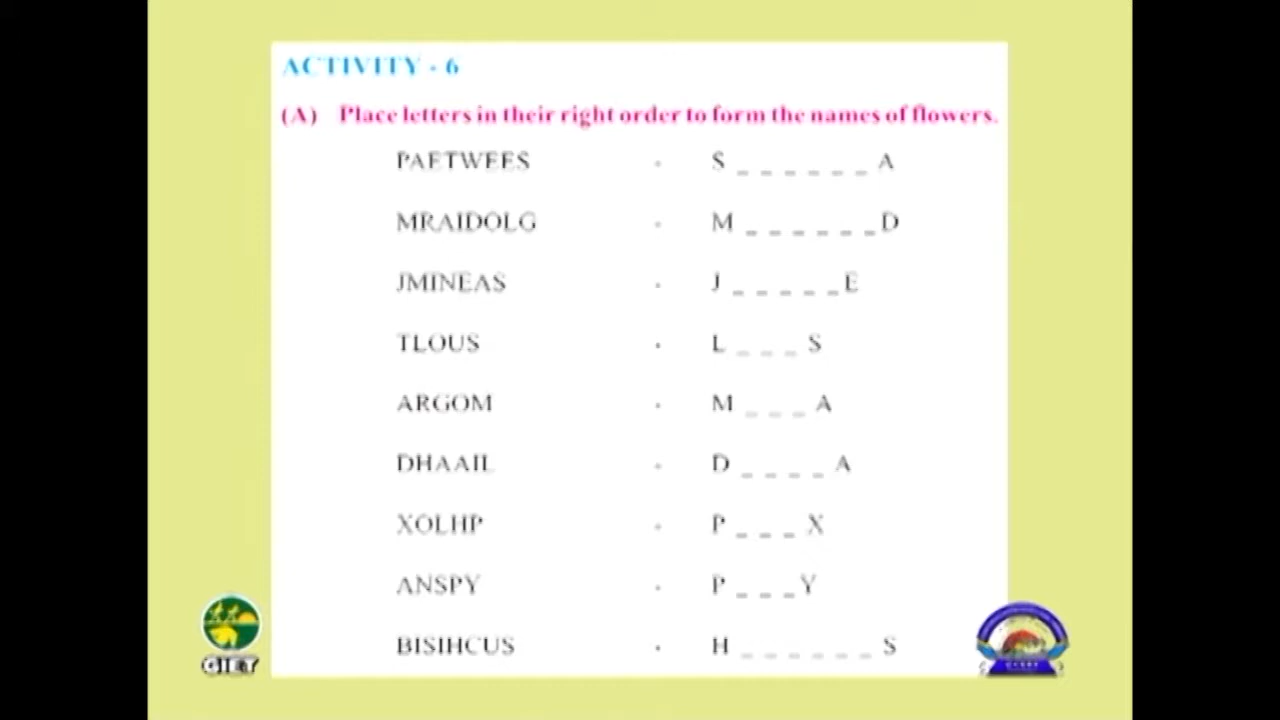 ACTIVITY - 6
(A) Place letters in their right order to form the names of flowers.
PAETWEES - S _ _ _ _ _ _ A
MRAIDOLG - M _ _ _ _ _ _ D
JMINEAS - J _ _ _ _ _ E
TLOUS - L _ _ _ S
ARGOM - M _ _ _ A
DHAAIL - D _ _ _ _ A
XOLHP - P _ _ _ X
ANSPY - P _ _ _ Y
BISIHCUS - H _ _ _ _ _ _ S
GIET